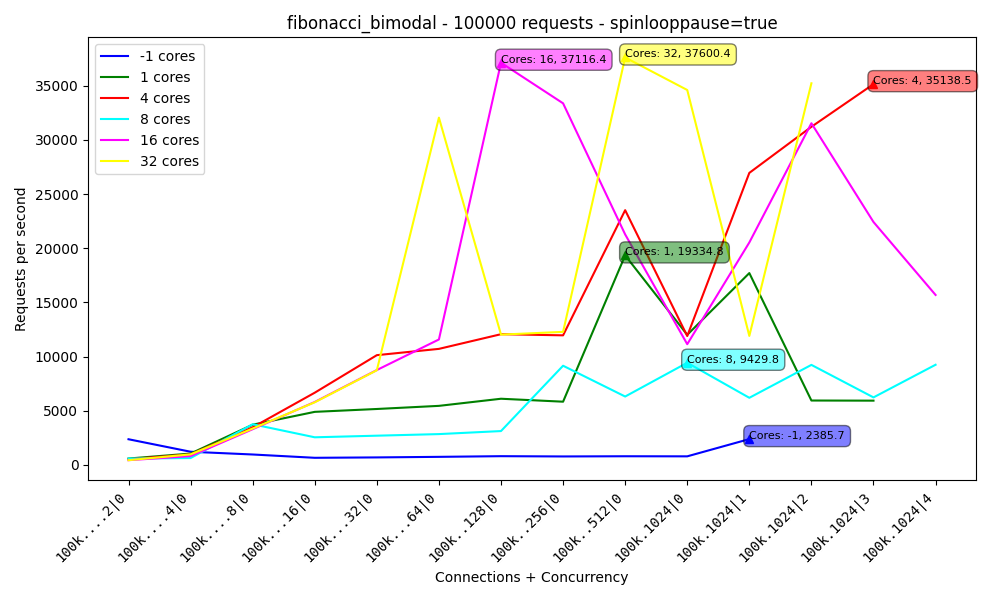 fibonacci_bimodal - 100000 requests - spinlooppause=true
-1 cores
1 cores
4 cores
8 cores
16 cores
32 cores
Cores: 16, 37116.4
Cores: 32, 37600.4
Cores: 4, 35138.5
Cores: 1, 19334.8
Cores: 8, 9429.8
Cores: -1, 2385.7
Requests per second
35000
30000
25000
20000
15000
10000
5000
0
100k....2|0
100k....4|0
100k....8|0
100k...16|0
100k...32|0
100k...64|0
100k..128|0
100k..256|0
100k..512|0
100k.1024|0
100k.1024|1
100k.1024|2
100k.1024|3
100k.1024|4
Connections + Concurrency